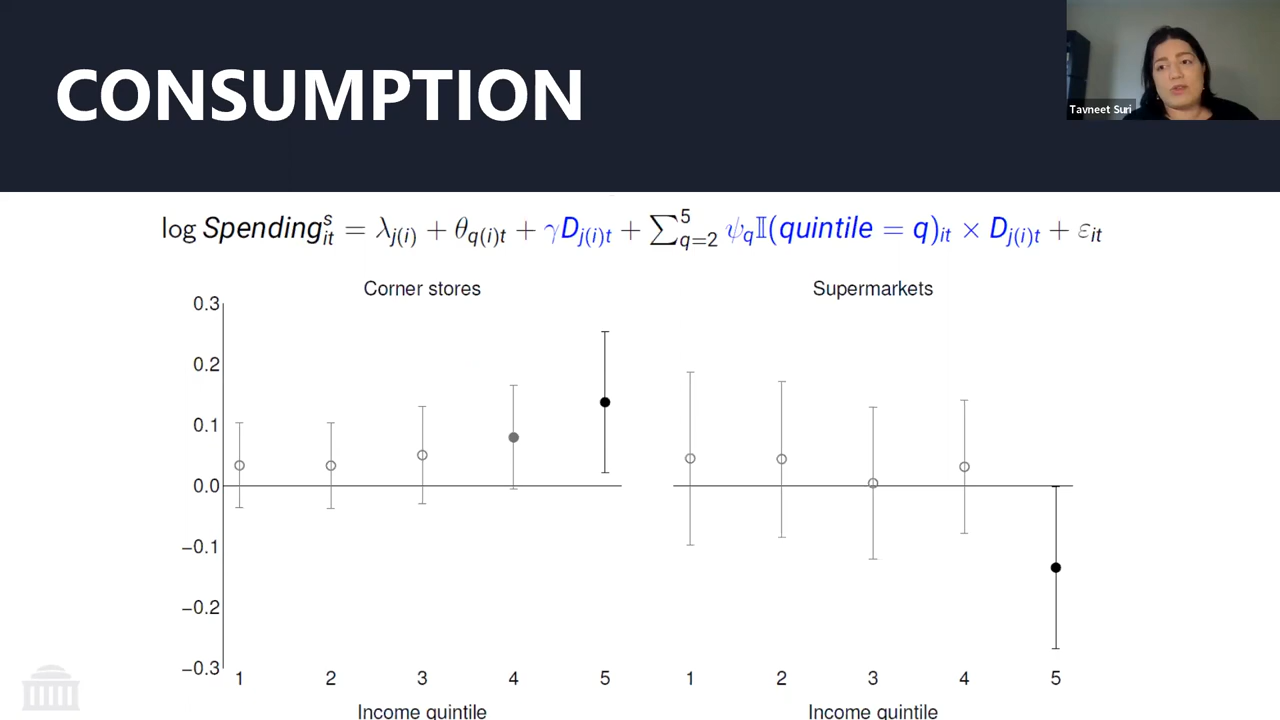 CONSUMPTION
Tavneet Suri
log Spending^s_it = λ_j(i) + θ_q(i)t + γD_j(i)t + ∑^5_q=2 ψ_q𝕀(quintile = q)_it × D_j(i)t + ε_it
Corner stores
Supermarkets
0.3
0.2
0.1
0.0
−0.1
−0.2
−0.3
1 2 3 4 5
1 2 3 4 5
Income quintile
Income quintile